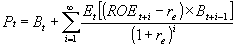 P_t = B_t + \sum_{i=1}^{\infty} \frac{E_t[(ROE_{t+i} - r_e) \times B_{t+i-1}]}{(1 + r_e)^i}